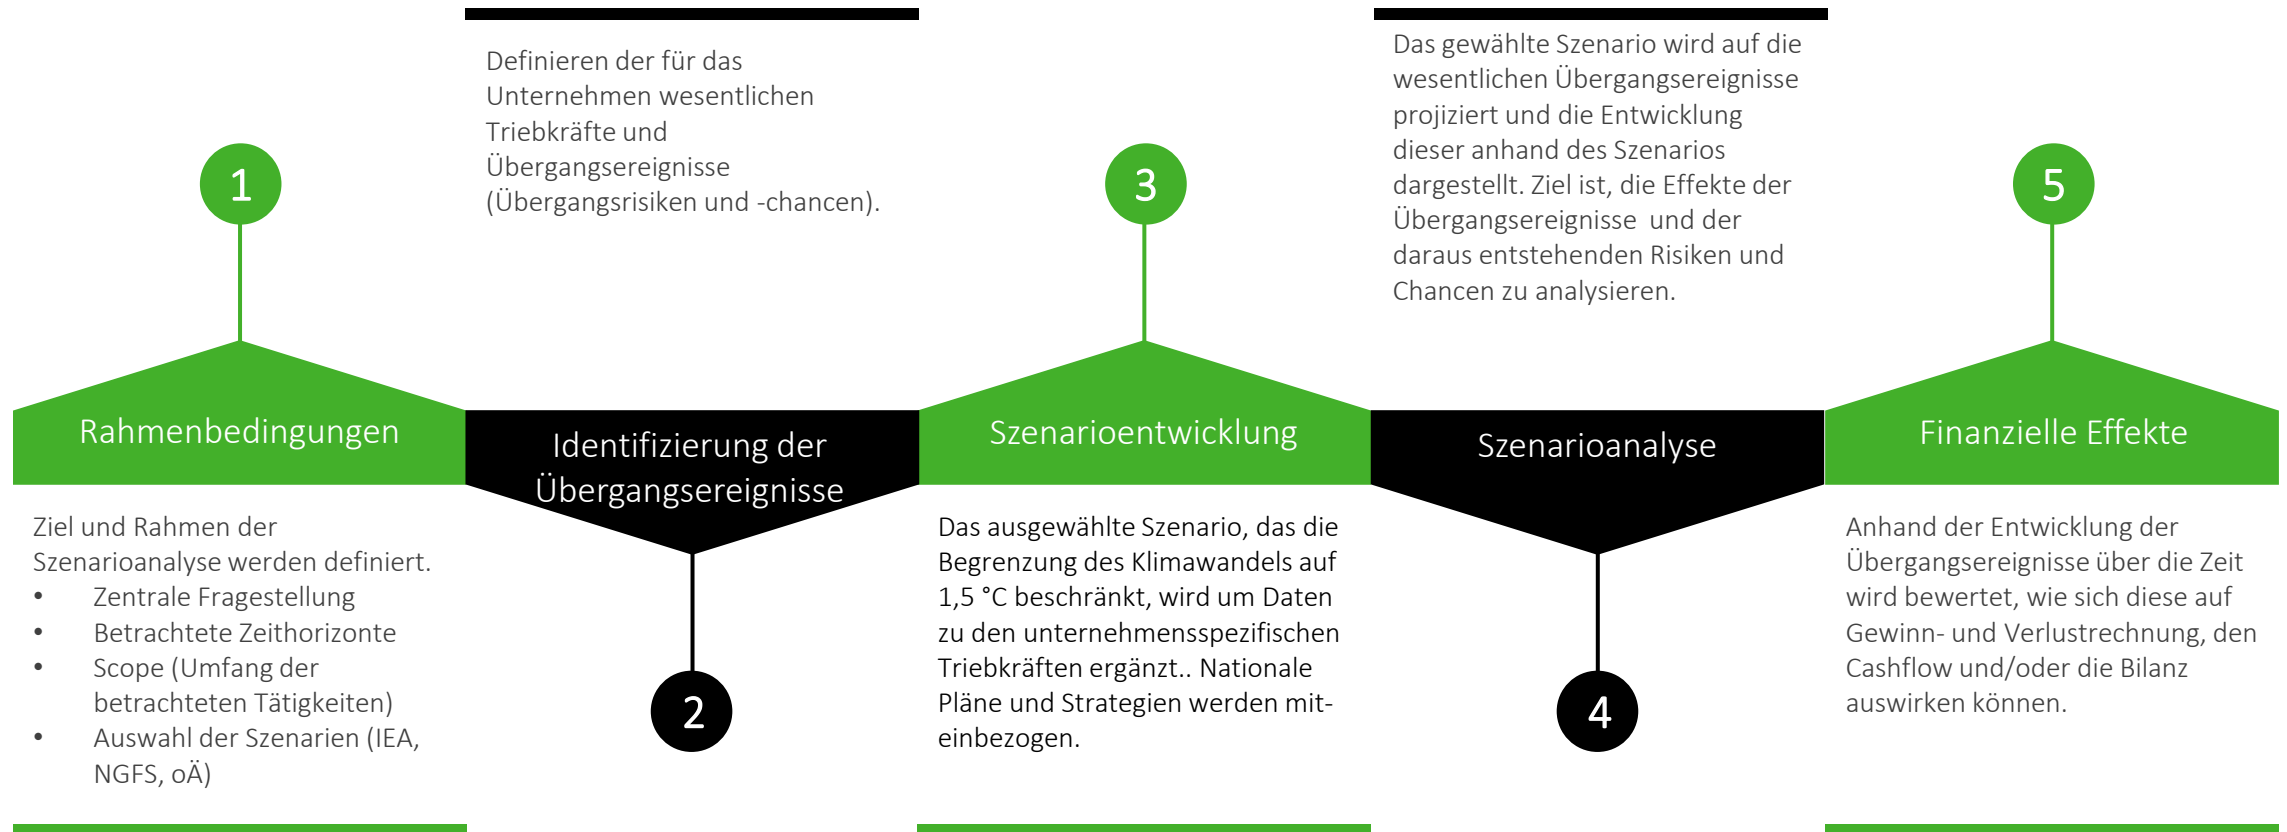 1
Rahmenbedingungen
Ziel und Rahmen der
Szenarioanalyse werden definiert.
• Zentrale Fragestellung
• Betrachtete Zeithorizonte
• Scope (Umfang der
betrachteten Tätigkeiten)
• Auswahl der Szenarien (IEA,
NGFS, oÄ)
Definieren der für das
Unternehmen wesentlichen
Triebkräfte und
Übergangsereignisse
(Übergangsrisiken und -chancen).
Identifizierung der
Übergangsereignisse
2
3
Szenarioentwicklung
Das ausgewählte Szenario, das die
Begrenzung des Klimawandels auf
1,5 °C beschränkt, wird um Daten
zu den unternehmensspezifischen
Triebkräften ergänzt.. Nationale
Pläne und Strategien werden mit-
einbezogen.
Das gewählte Szenario wird auf die
wesentlichen Übergangsereignisse
projiziert und die Entwicklung
dieser anhand des Szenarios
dargestellt. Ziel ist, die Effekte der
Übergangsereignisse  und der
daraus entstehenden Risiken und
Chancen zu analysieren.
Szenarioanalyse
4
5
Finanzielle Effekte
Anhand der Entwicklung der
Übergangsereignisse über die Zeit
wird bewertet, wie sich diese auf
Gewinn- und Verlustrechnung, den
Cashflow und/oder die Bilanz
auswirken können.